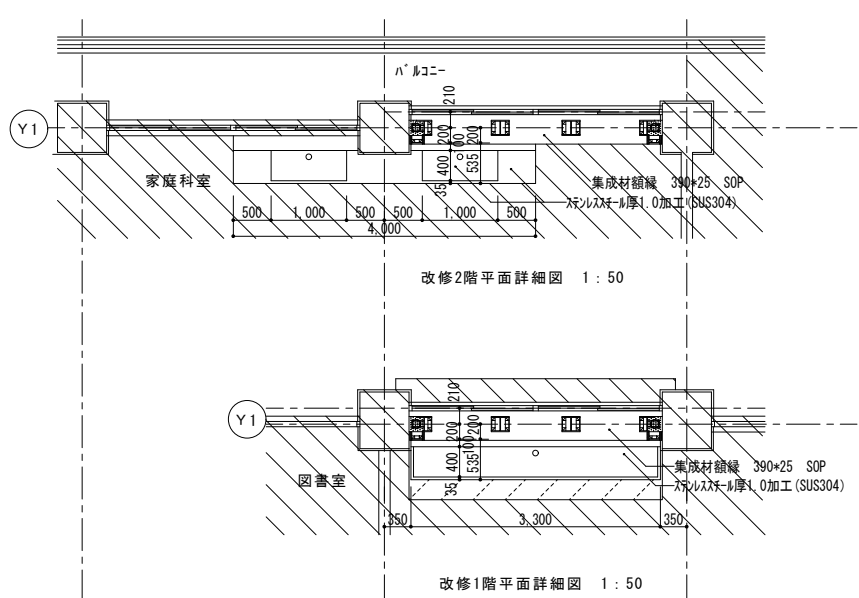 バルコニー
210
Y1
200
200
100
家庭科室
400
535
集成材額縁 390*25 SOP
35
ステンレススチール厚1.0加工(SUS304)
500
1,000
500
500
1,000
500
4,000
改修2階平面詳細図 1:50
210
Y1
200
200
100
400
535
集成材額縁 390*25 SOP
図書室
35
ステンレススチール厚1.0加工(SUS304)
350
3,300
350
改修1階平面詳細図 1:50